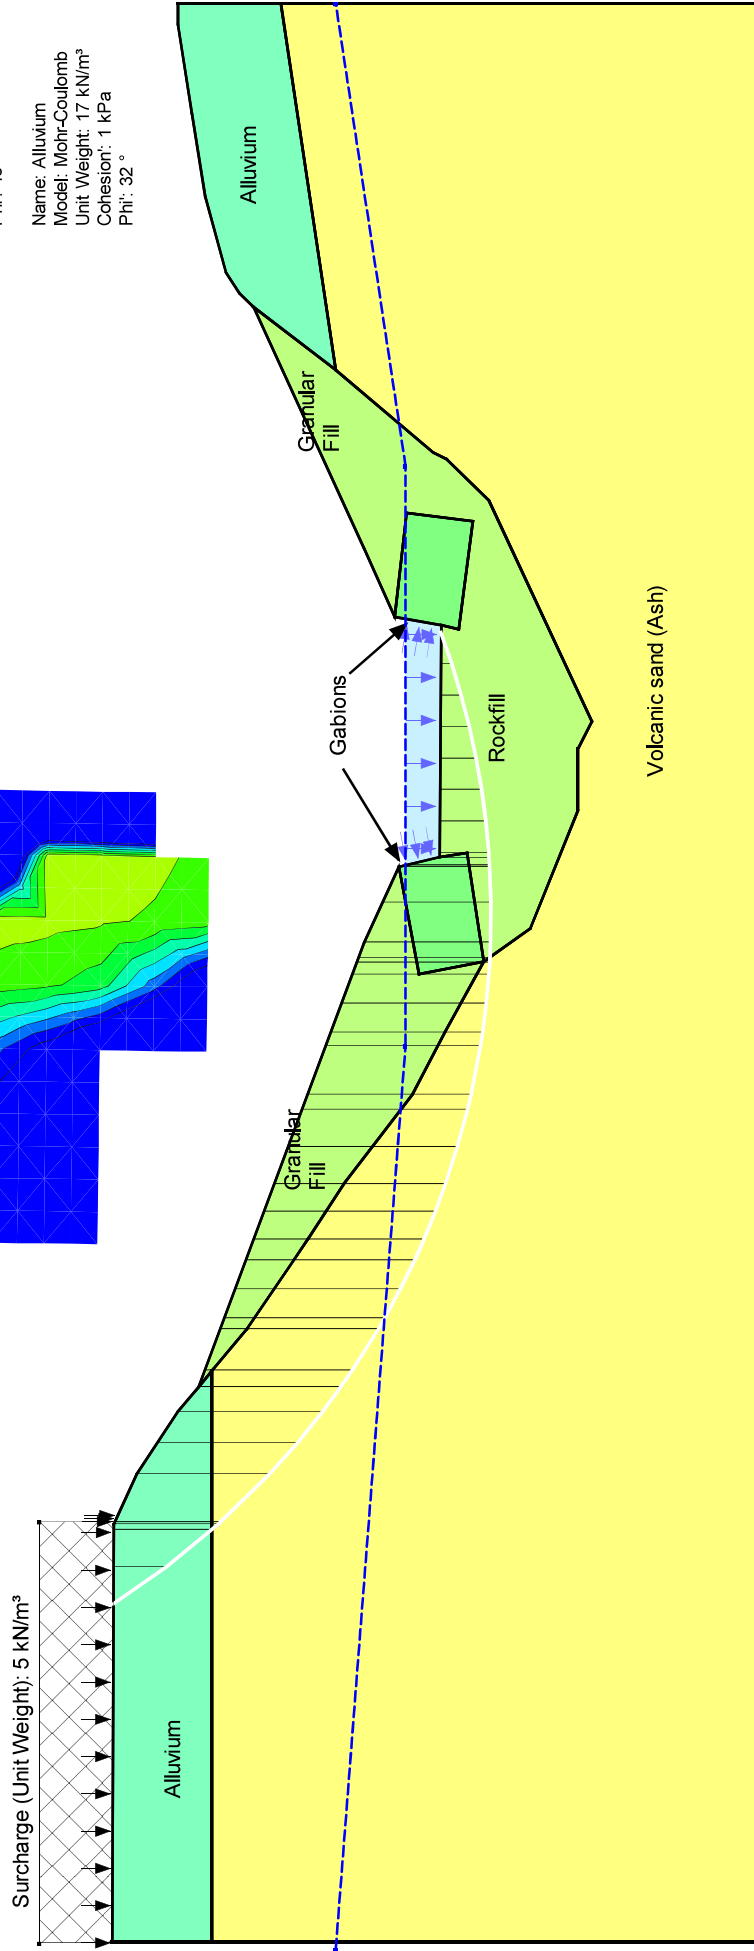 Name: Alluvium
Model: Mohr-Coulomb
Unit Weight: 17 kN/m³
Cohesion': 1 kPa
Phi': 32 °
Surcharge (Unit Weight): 5 kN/m³
Alluvium
Granular
Fill
Gabions
Rockfill
Granular
Fill
Alluvium
Volcanic sand (Ash)